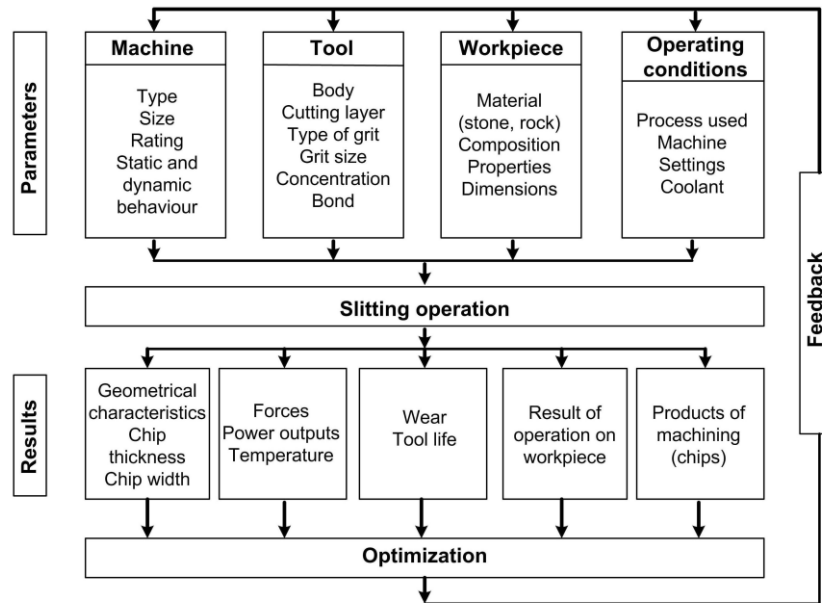 Parameters
Machine
Type
Size
Rating
Static and
dynamic
behaviour
Tool
Body
Cutting layer
Type of grit
Grit size
Concentration
Bond
Workpiece
Material
(stone, rock)
Composition
Properties
Dimensions
Operating
conditions
Process used
Machine
Settings
Coolant
Feedback
Slitting operation
Results
Geometrical
characteristics
Chip
thickness
Chip width
Forces
Power outputs
Temperature
Wear
Tool life
Result of
operation on
workpiece
Products of
machining
(chips)
Optimization